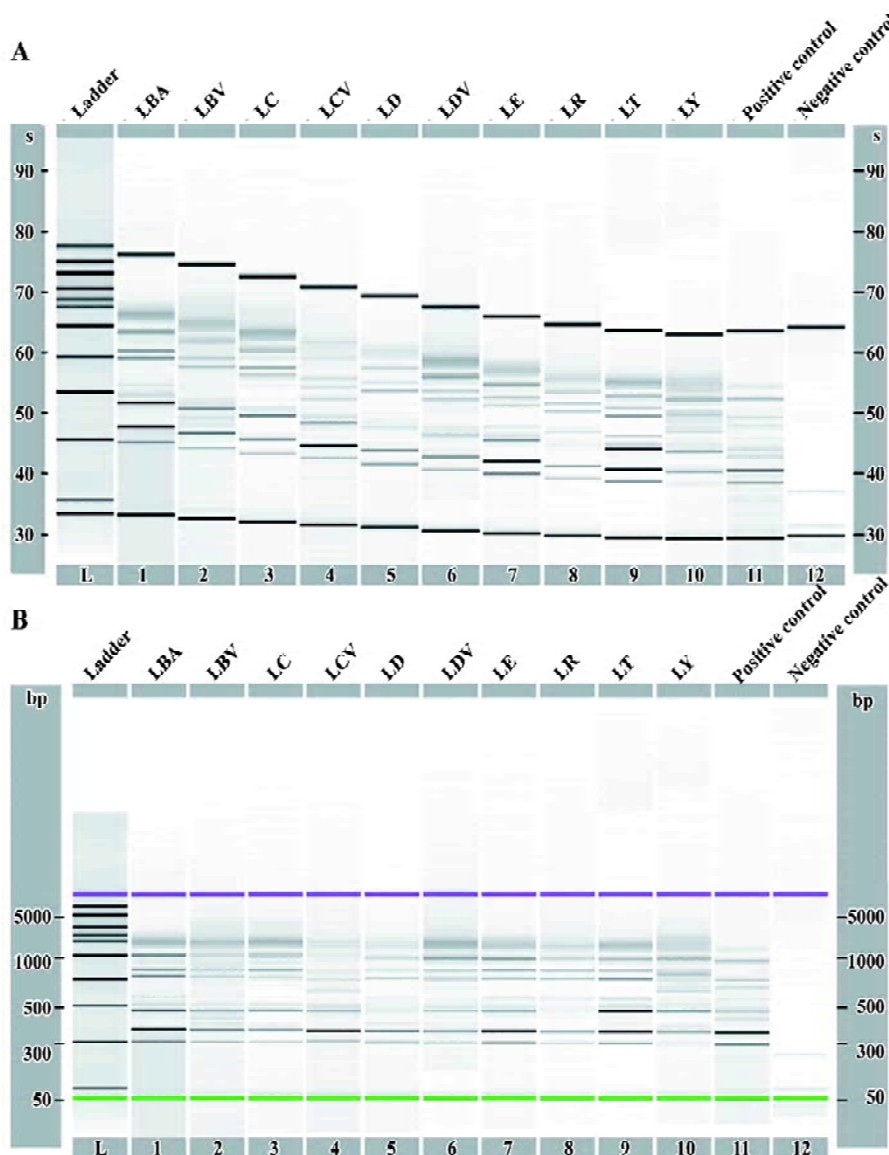 A
Ladder LBA LBV LC LCV LD LDV LE LR LT LY Positive control Negative control
s s
90 90
80 80
70 70
60 60
50 50
40 40
30 30
L 1 2 3 4 5 6 7 8 9 10 11 12
B
Ladder LBA LBV LC LCV LD LDV LE LR LT LY Positive control Negative control
bp bp
5000 5000
1000 1000
500 500
300 300
50 50
L 1 2 3 4 5 6 7 8 9 10 11 12